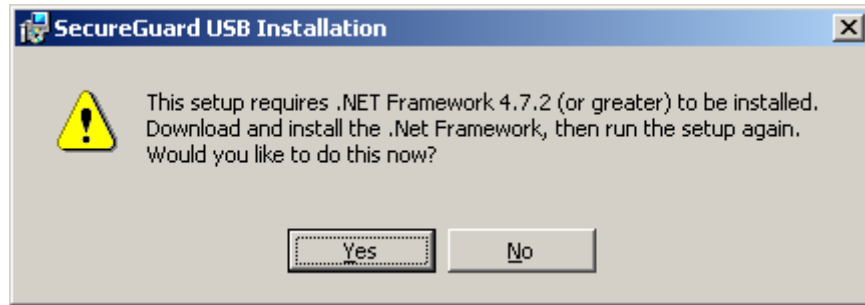 SecureGuard USB Installation
This setup requires .NET Framework 4.7.2 (or greater) to be installed.
Download and install the .Net Framework, then run the setup again.
Would you like to do this now?
Yes
No